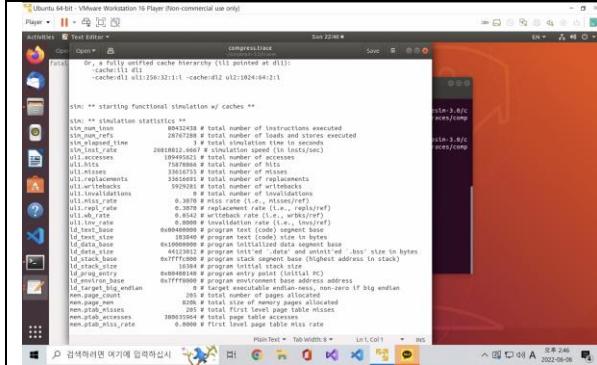 Ubuntu 64-bit - VMware Workstation 16 Player (Non-commercial use only)
Player
Activities Text Editor Sun 22:46 EN
Open compress.trace Save
Or, a fully unified cache hierarchy (il1 pointed at dl1):
-cache:il1 dl1
-cache:dl1 ul1:256:32:1:l -cache:dl2 ul2:1024:64:2:l
sim: ** starting functional simulation w/ caches **
sim: ** simulation statistics **
sim_num_insn 80432438 # total number of instructions executed
sim_num_refs # total number of loads and stores executed
sim_elapsed_time 3 # total simulation time in seconds
sim_inst_rate # simulation speed (in insts/sec)
ul1.accesses # total number of accesses
ul1.hits # total number of hits
ul1.misses # total number of misses
ul1.replacements # total number of replacements
ul1.writebacks 5929281 # total number of writebacks
ul1.invalidations 0 # total number of invalidations
ul1.miss_rate 0.3070 # miss rate (i.e., misses/ref)
ul1.repl_rate 0.3070 # replacement rate (i.e., repls/ref)
ul1.wb_rate 0.0542 # writeback rate (i.e., wrbks/ref)
ul1.inv_rate 0.0000 # invalidation rate (i.e., invs/ref)
ld_text_base 0x00400000 # program text (code) segment base
ld_text_size # program text (code) size in bytes
ld_data_base 0x10000000 # program initialized data segment base
ld_data_size # program init'ed `.data' and uninit'ed `.bss' size in bytes
ld_stack_base 0x7fffc000 # program stack segment base (highest address in stack)
ld_stack_size 16384 # program initial stack size
ld_prog_entry 0x00400140 # program entry point (initial PC)
ld_environ_base 0x7fff8000 # program environment base address address
ld_target_big_endian 0 # target executable endian-ness, non-zero if big endian
mem.page_count 205 # total number of pages allocated
mem.page_mem 820k # total size of memory pages allocated
mem.ptab_misses 205 # total first level page table misses
mem.ptab_accesses # total page table accesses
mem.ptab_miss_rate 0.0000 # first level page table miss rate
Plain Text Tab Width: 8 Ln 1, Col 1 INS
검색하려면 여기에 입력하십시
오후 2:46
2022-06-06